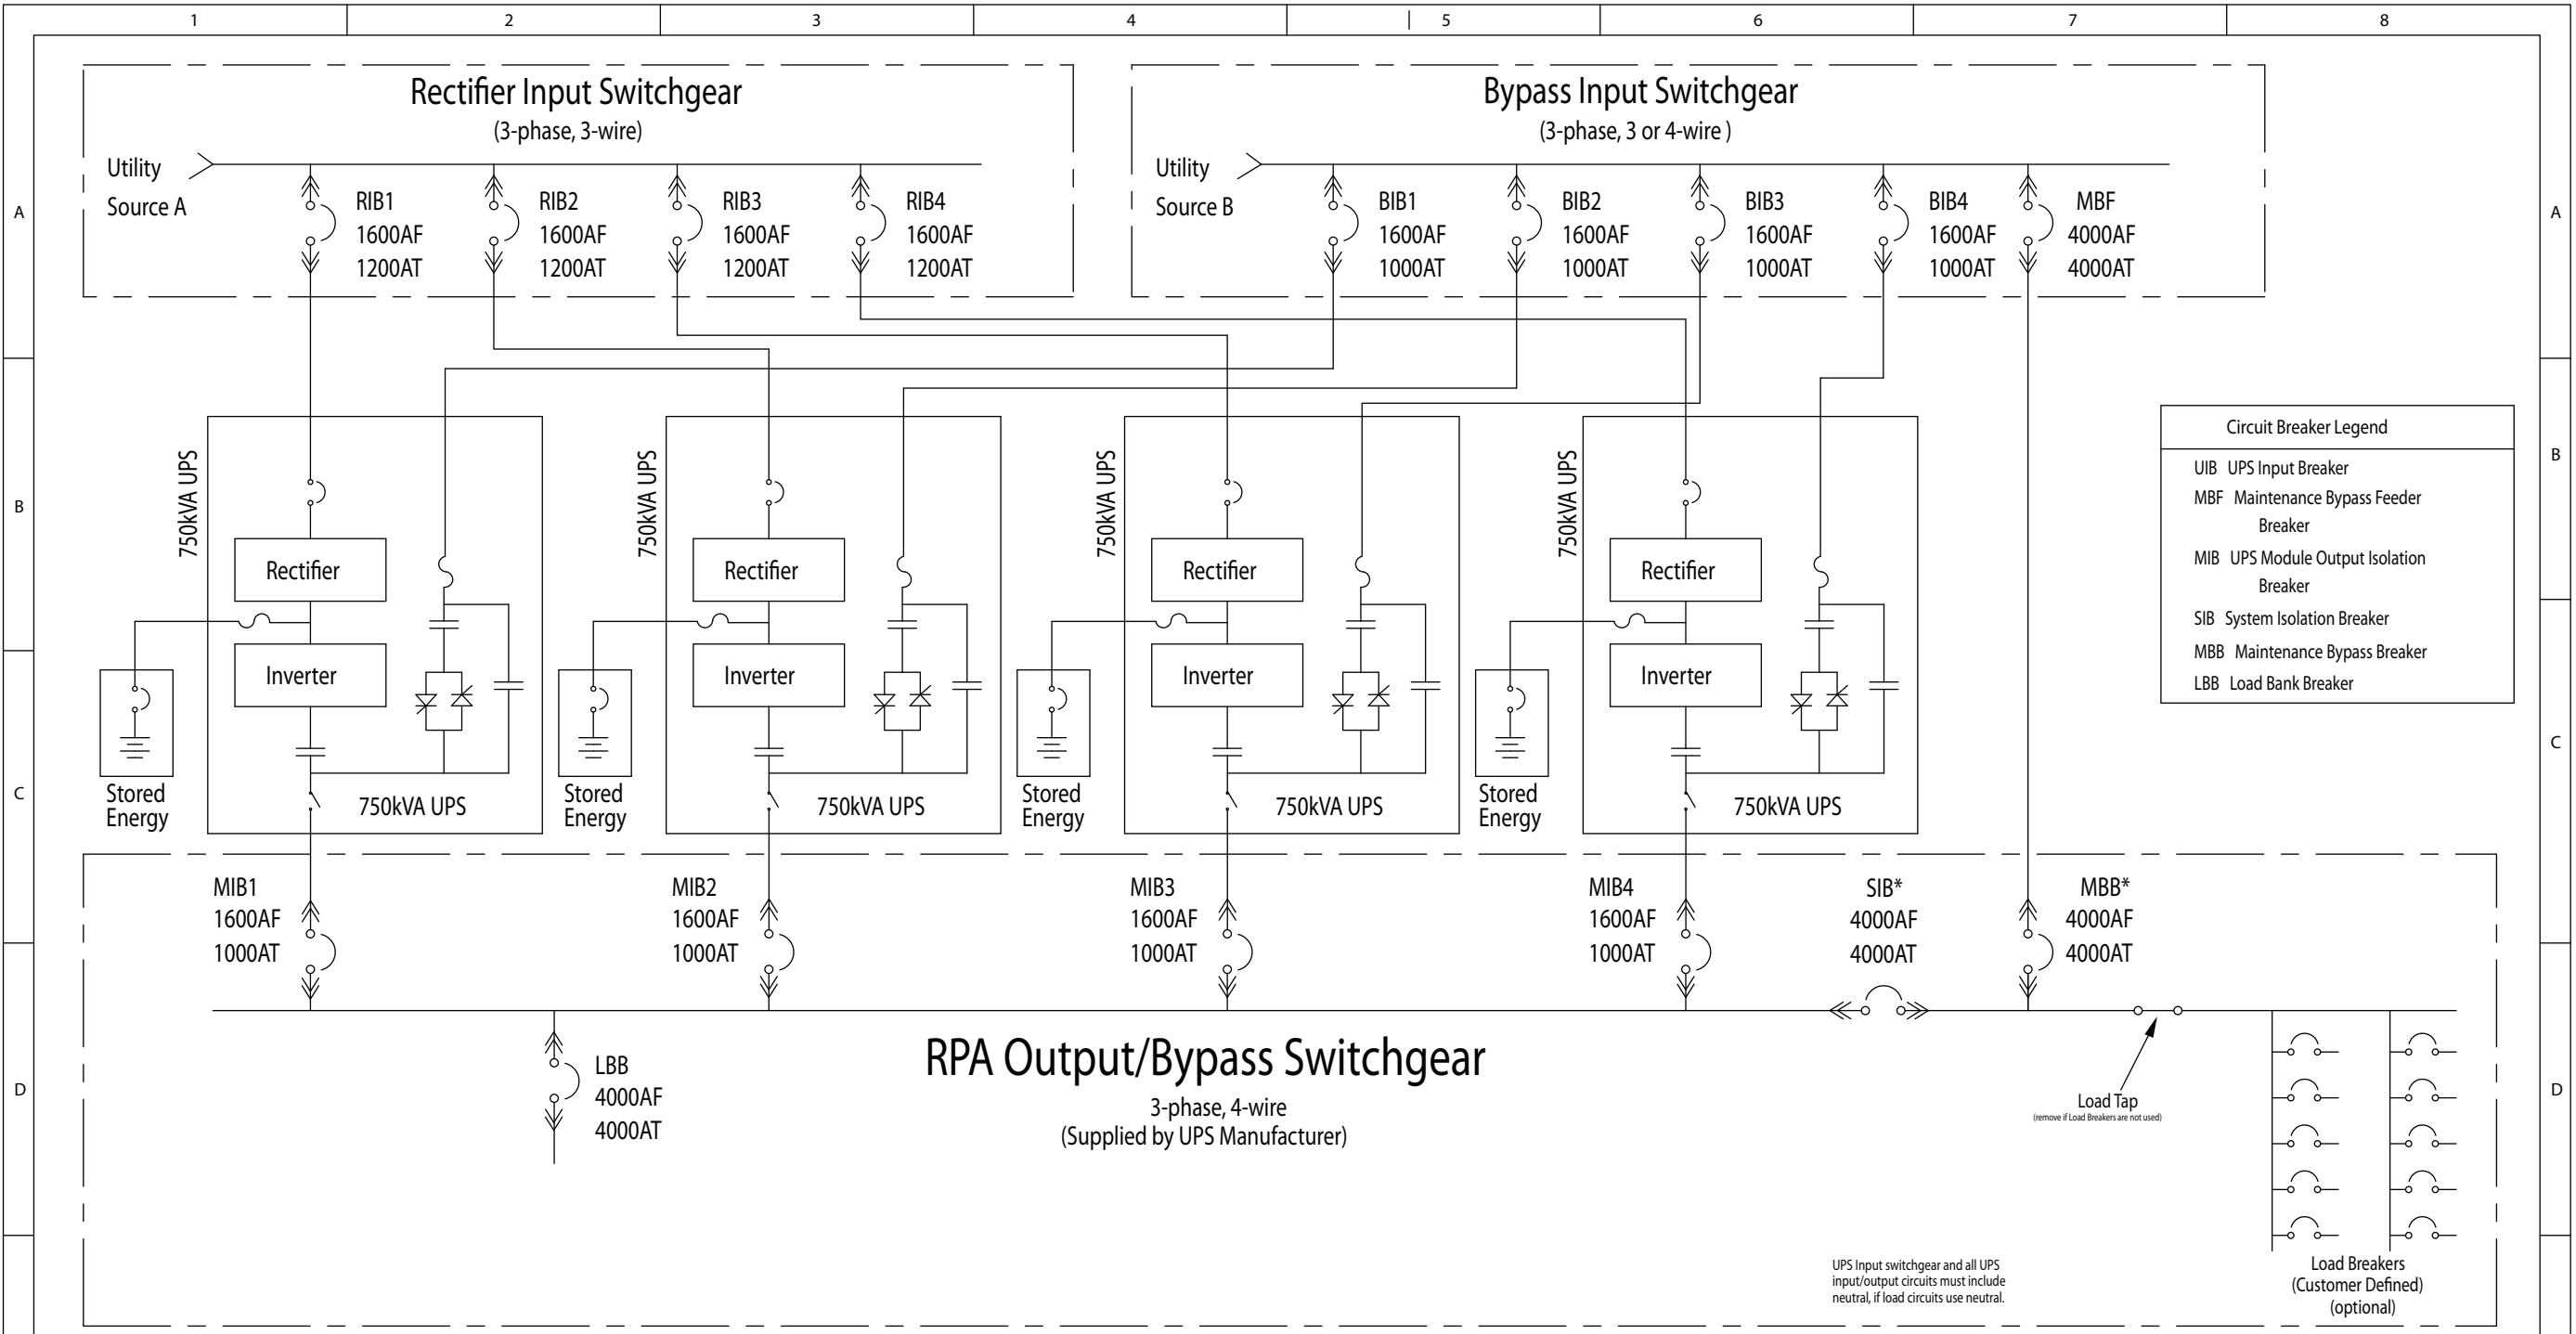 1 2 3 4 5 6 7 8
Rectifier Input Switchgear
(3-phase, 3-wire)
Utility
Source A
RIB1
1600AF
1200AT
RIB2
1600AF
1200AT
RIB3
1600AF
1200AT
RIB4
1600AF
1200AT
Bypass Input Switchgear
(3-phase, 3 or 4-wire )
Utility
Source B
BIB1
1600AF
1000AT
BIB2
1600AF
1000AT
BIB3
1600AF
1000AT
BIB4
1600AF
1000AT
MBF
4000AF
4000AT
A
A
B
B
750kVA UPS
Rectifier
Inverter
Stored
Energy
750kVA UPS
750kVA UPS
Rectifier
Inverter
Stored
Energy
750kVA UPS
750kVA UPS
Rectifier
Inverter
Stored
Energy
750kVA UPS
750kVA UPS
Rectifier
Inverter
Stored
Energy
750kVA UPS
Circuit Breaker Legend
UIB UPS Input Breaker
MBF Maintenance Bypass Feeder
Breaker
MIB UPS Module Output Isolation
Breaker
SIB System Isolation Breaker
MBB Maintenance Bypass Breaker
LBB Load Bank Breaker
C
C
MIB1
1600AF
1000AT
MIB2
1600AF
1000AT
MIB3
1600AF
1000AT
MIB4
1600AF
1000AT
SIB*
4000AF
4000AT
MBB*
4000AF
4000AT
D
D
LBB
4000AF
4000AT
RPA Output/Bypass Switchgear
3-phase, 4-wire
(Supplied by UPS Manufacturer)
Load Tap
(remove if Load Breakers are not used)
UPS Input switchgear and all UPS
input/output circuits must include
neutral, if load circuits use neutral.
Load Breakers
(Customer Defined)
(optional)